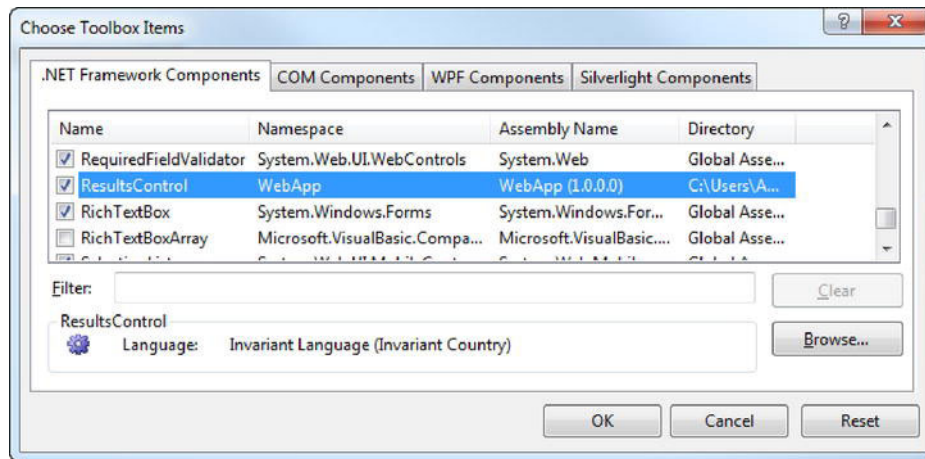 Choose Toolbox Items
.NET Framework Components COM Components WPF Components Silverlight Components
Name Namespace Assembly Name Directory
RequiredFieldValidator System.Web.UI.WebControls System.Web Global Asse...
ResultsControl WebApp WebApp (1.0.0.0) C:\Users\A...
RichTextBox System.Windows.Forms System.Windows.For... Global Asse...
RichTextBoxArray Microsoft.VisualBasic.Compa... Microsoft.VisualBasic.... Global Asse...
Filter: Clear
ResultsControl
Language: Invariant Language (Invariant Country) Browse...
OK Cancel Reset